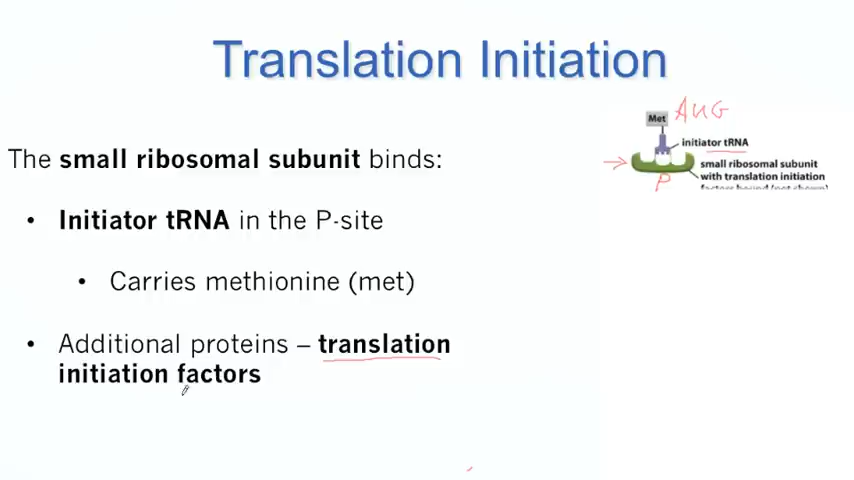 Translation Initiation
Met AUG
initiator tRNA
The small ribosomal subunit binds:
small ribosomal subunit
with translation initiation
factors bound (not shown)
P
• Initiator tRNA in the P-site
• Carries methionine (met)
• Additional proteins – translation
initiation factors